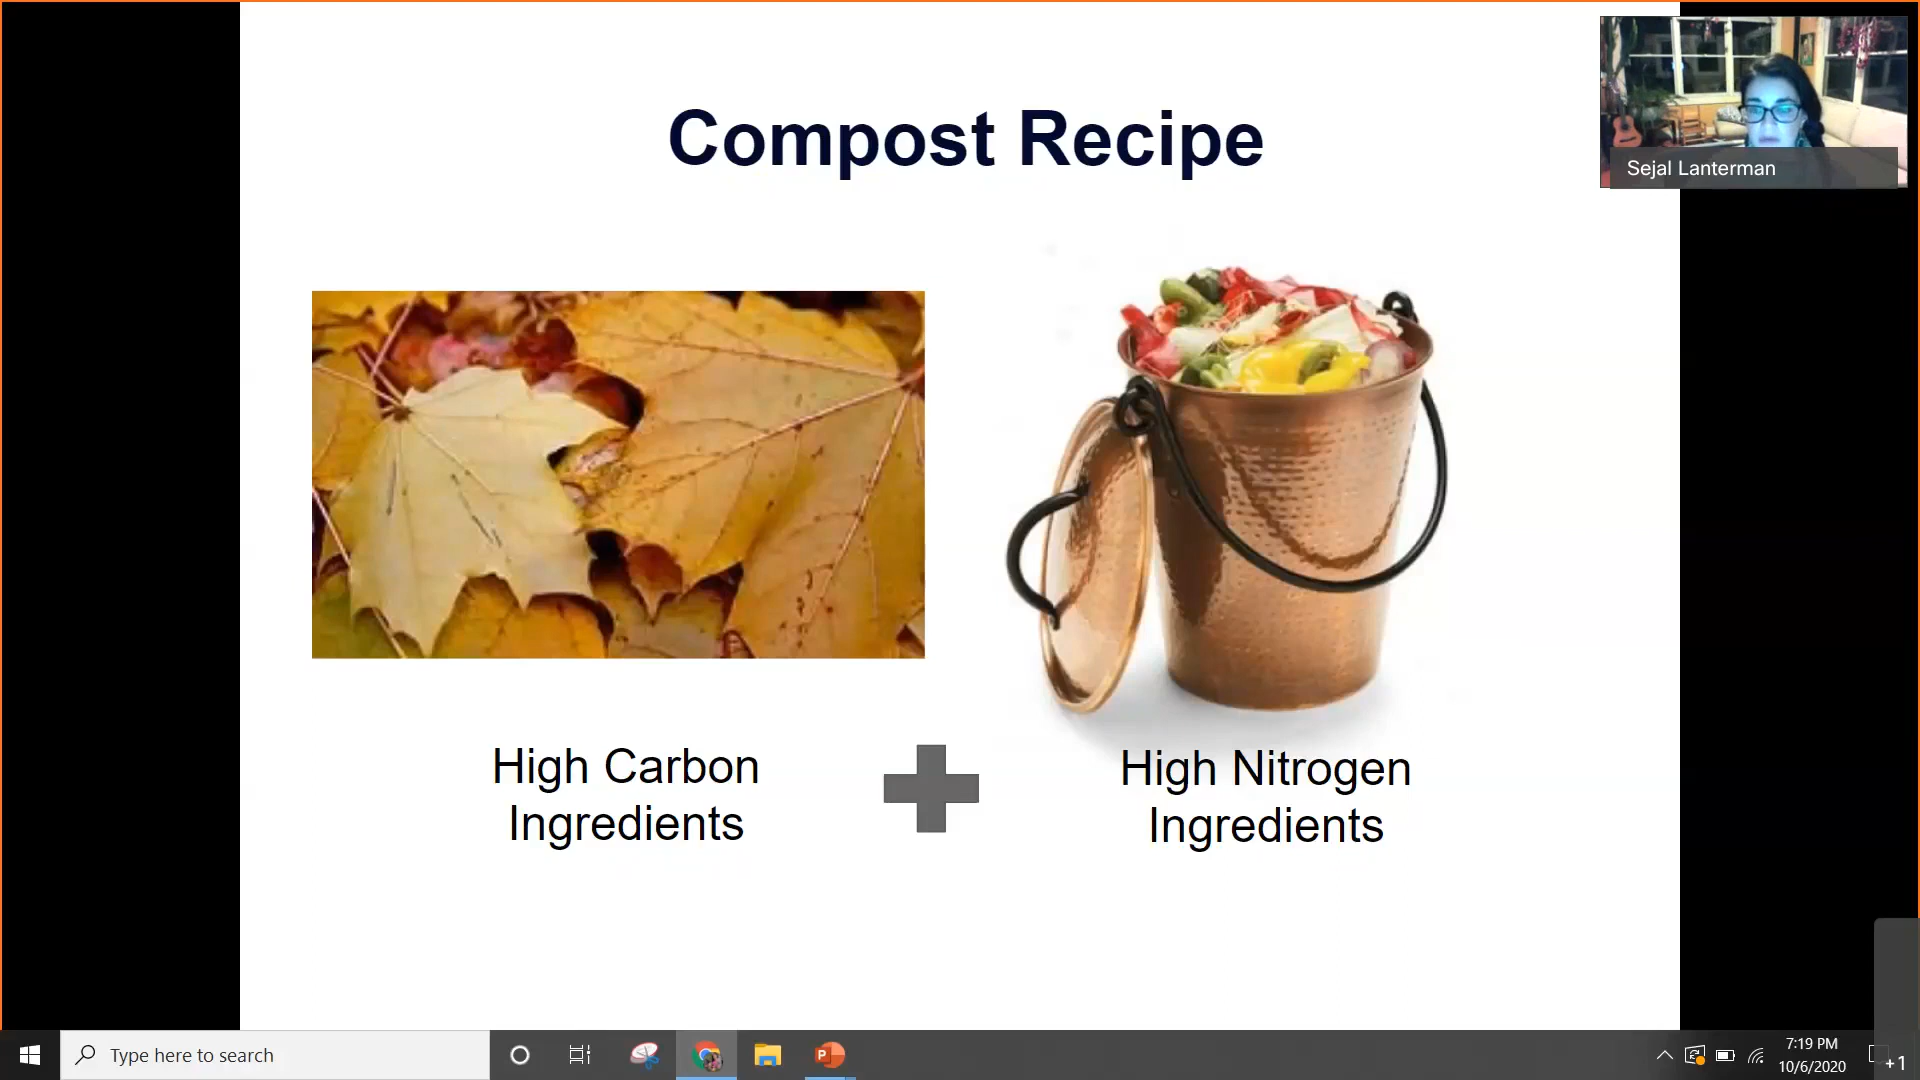 Compost Recipe
Sejal Lanterman
High Carbon
Ingredients
High Nitrogen
Ingredients
Type here to search
P
7:19 PM
10/6/2020
+1